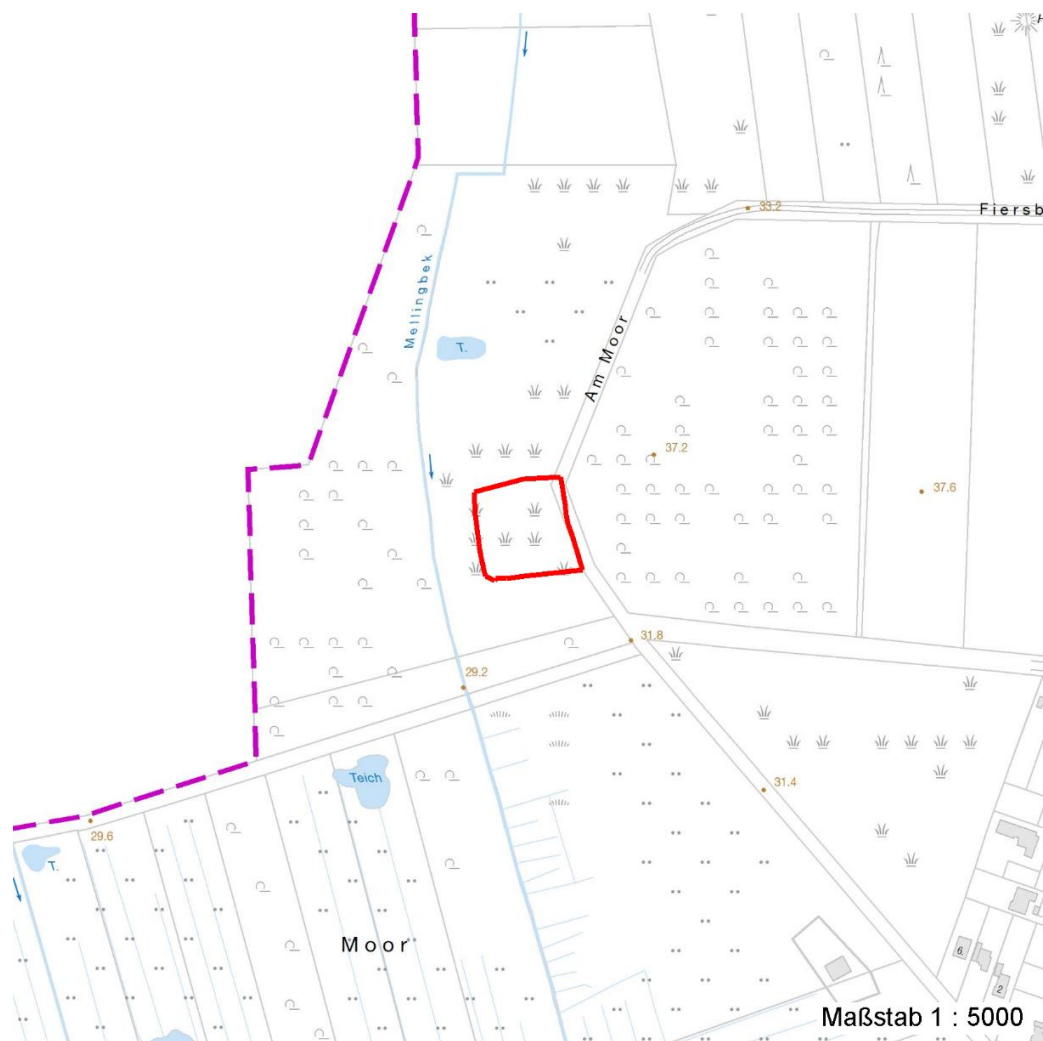 33.2
Fiersb
Mellingbek
T.
Am Moor
37.2
37.6
31.8
29.2
Teich
31.4
29.6
T.
Moor
6
2
Maßstab 1 : 5000